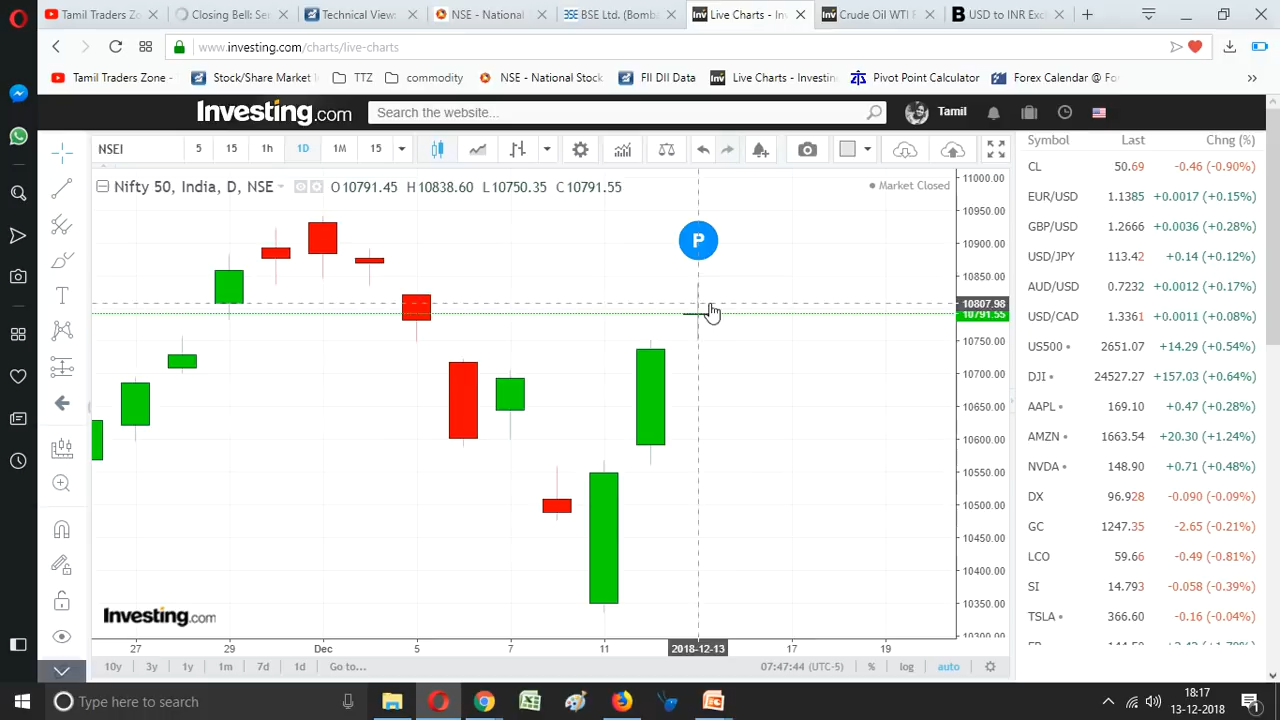 Tamil Traders Zone
Closing Bell: Sen
Technical View:
NSE - National
BSE Ltd. (Bomba
Live Charts - Inv
Crude Oil WTI F
USD to INR Exc
www.investing.com/charts/live-charts
Tamil Traders Zone -
Stock/Share Market
TTZ
commodity
NSE - National Stock
FII DII Data
Live Charts - Investin
Pivot Point Calculator
Forex Calendar @ Fo
Investing.com
Search the website...
Tamil
NSEI
5
15
1h
1D
1M
15
Nifty 50, India, D, NSE
O10791.45 H10838.60 L10750.35 C10791.55
Market Closed
P
11000.00
10950.00
10900.00
10850.00
10807.98
10791.55
10750.00
10700.00
10650.00
10600.00
10550.00
10500.00
10450.00
10400.00
10350.00
10300.00
Investing.com
27
29
Dec
5
7
11
2018-12-13
17
19
10y
3y
1y
1m
7d
1d
Go to...
07:47:44 (UTC-5)
%
log
auto
Symbol Last Chng (%)
CL 50.69 -0.46 (-0.90%)
EUR/USD 1.1385 +0.0017 (+0.15%)
GBP/USD 1.2666 +0.0036 (+0.28%)
USD/JPY 113.42 +0.14 (+0.12%)
AUD/USD 0.7232 +0.0012 (+0.17%)
USD/CAD 1.3361 +0.0011 (+0.08%)
US500 2651.07 +14.29 (+0.54%)
DJI 24527.27 +157.03 (+0.64%)
AAPL 169.10 +0.47 (+0.28%)
AMZN 1663.54 +20.30 (+1.24%)
NVDA 148.90 +0.71 (+0.48%)
DX 96.928 -0.090 (-0.09%)
GC 1247.35 -2.65 (-0.21%)
LCO 59.66 -0.49 (-0.81%)
SI 14.793 -0.058 (-0.39%)
TSLA 366.60 -0.16 (-0.04%)
Type here to search
18:17
13-12-2018